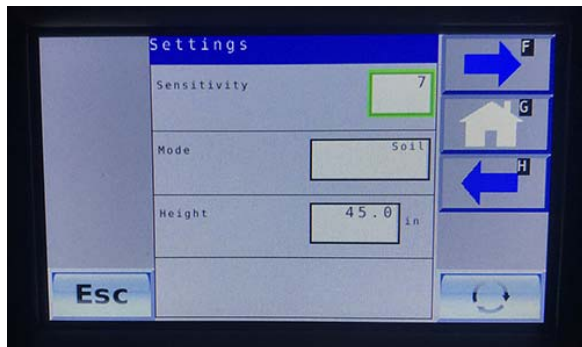 Settings
F
Sensitivity 7
G
Mode Soil
H
Height 45.0 in
Esc